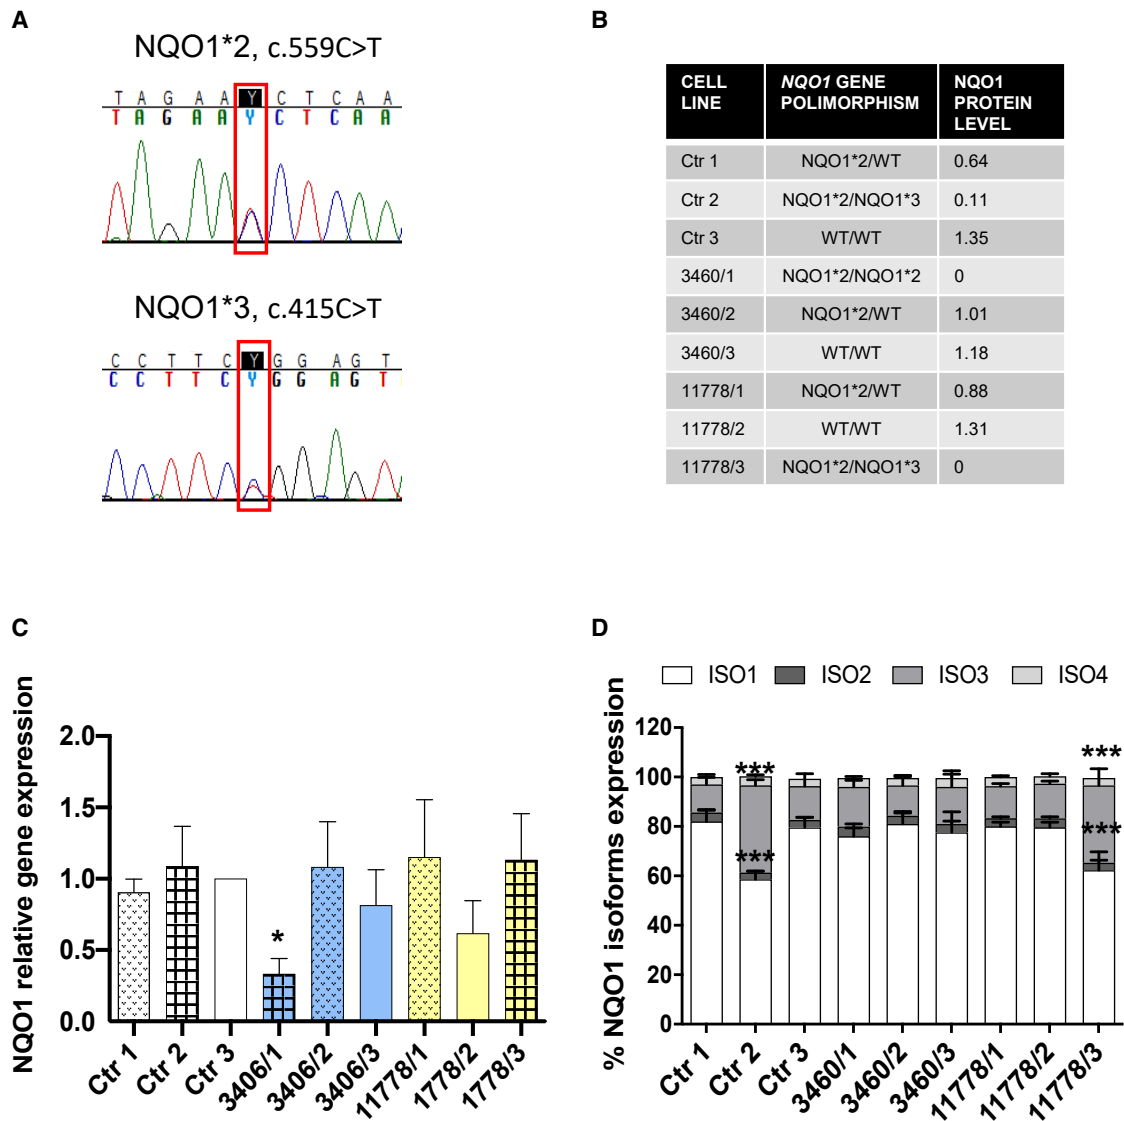 A
NQO1*2, c.559C>T
T A G A A Y C T C A A
T A G A A Y C T C A A
NQO1*3, c.415C>T
C C T T C Y G G A G T
C C T T C Y G G A G T
B
CELL LINE
NQO1 GENE POLIMORPHISM
NQO1 PROTEIN LEVEL
Ctr 1 NQO1*2/WT 0.64
Ctr 2 NQO1*2/NQO1*3 0.11
Ctr 3 WT/WT 1.35
3460/1 NQO1*2/NQO1*2 0
3460/2 NQO1*2/WT 1.01
3460/3 WT/WT 1.18
11778/1 NQO1*2/WT 0.88
11778/2 WT/WT 1.31
11778/3 NQO1*2/NQO1*3 0
C
NQO1 relative gene expression
2.0
1.5
1.0
0.5
0.0
*
Ctr 1
Ctr 2
Ctr 3
3406/1
3406/2
3406/3
11778/1
1778/2
1778/3
D
ISO1 ISO2 ISO3 ISO4
% NQO1 isoforms expression
120
100
80
60
40
20
0
***
***
***
***
Ctr 1
Ctr 2
Ctr 3
3460/1
3460/2
3460/3
11778/1
11778/2
11778/3